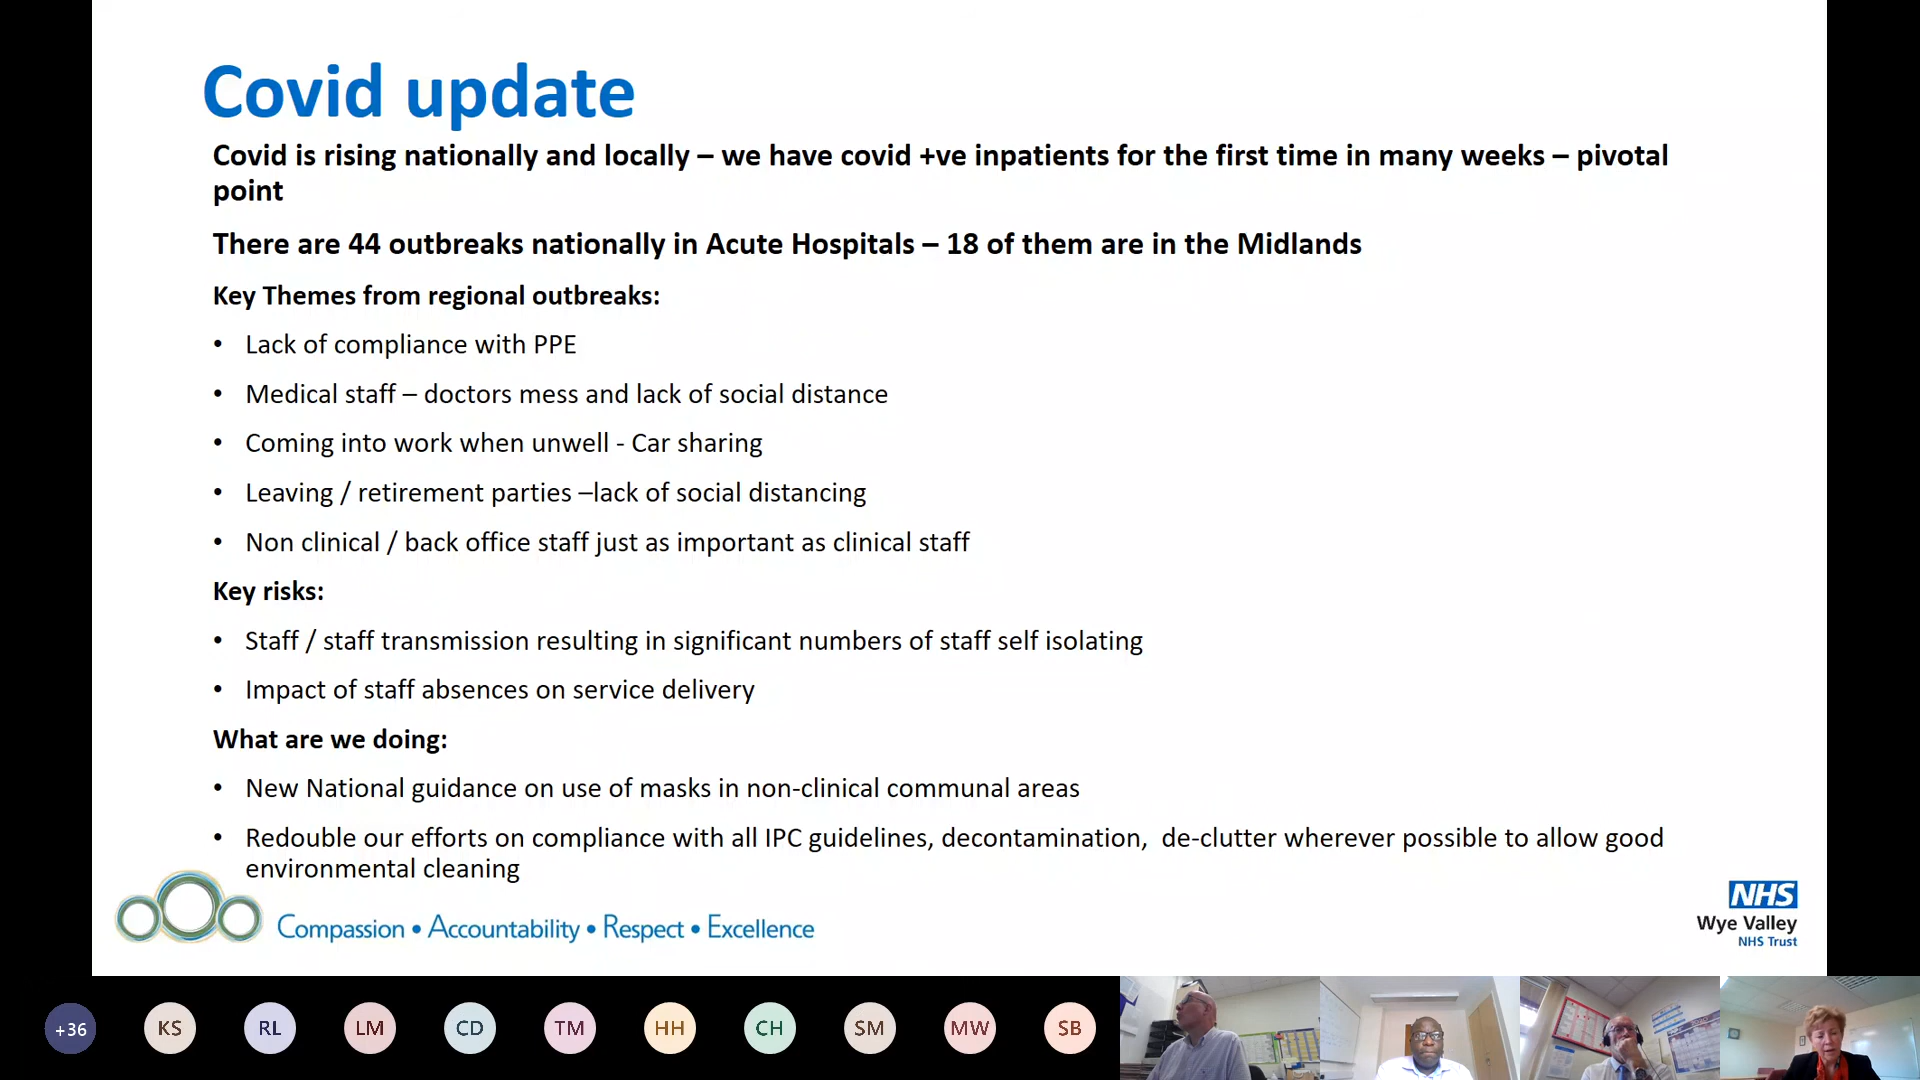 Covid update
Covid is rising nationally and locally – we have covid +ve inpatients for the first time in many weeks – pivotal
point
There are 44 outbreaks nationally in Acute Hospitals – 18 of them are in the Midlands
Key Themes from regional outbreaks:
• Lack of compliance with PPE
• Medical staff – doctors mess and lack of social distance
• Coming into work when unwell - Car sharing
• Leaving / retirement parties –lack of social distancing
• Non clinical / back office staff just as important as clinical staff
Key risks:
• Staff / staff transmission resulting in significant numbers of staff self isolating
• Impact of staff absences on service delivery
What are we doing:
• New National guidance on use of masks in non-clinical communal areas
• Redouble our efforts on compliance with all IPC guidelines, decontamination,  de-clutter wherever possible to allow good
environmental cleaning
Compassion • Accountability • Respect • Excellence
NHS
Wye Valley
NHS Trust
+36 KS RL LM CD TM HH CH SM MW SB